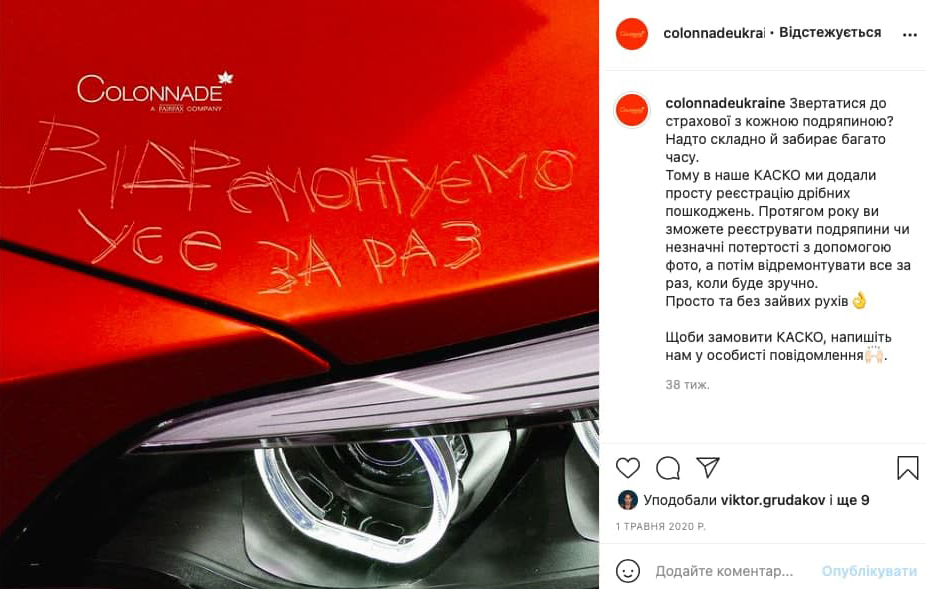 COLONNADE
A FAIRFAX COMPANY
ВІДРЕМОНТУЄМО
УСЕ ЗА РАЗ
colonnadeukrai • Відстежується
colonnadeukraine Звертатися до
страхової з кожною подряпиною?
Надто складно й забирає багато
часу.
Тому в наше КАСКО ми додали
просту реєстрацію дрібних
пошкоджень. Протягом року ви
зможете реєструвати подряпини чи
незначні потертості з допомогою
фото, а потім відремонтувати все за
раз, коли буде зручно.
Просто та без зайвих рухів👌
Щоби замовити КАСКО, напишіть
нам у особисті повідомлення🙌🏻.
38 тиж.
Уподобали viktor.grudakov і ще 9
1 ТРАВНЯ 2020 Р.
Додайте коментар... Опублікувати